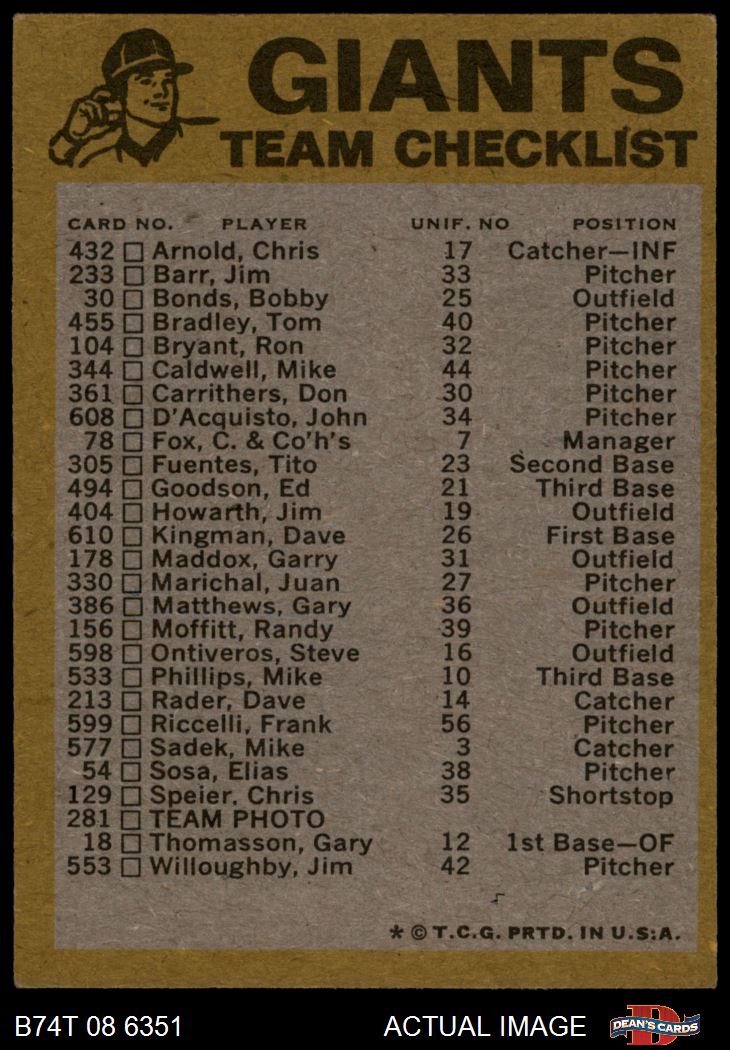 GIANTS
TEAM CHECKLIST
CARD NO. PLAYER UNIF. NO POSITION
432 Arnold, Chris 17 Catcher—INF
233 Barr, Jim 33 Pitcher
30 Bonds, Bobby 25 Outfield
455 Bradley, Tom 40 Pitcher
104 Bryant, Ron 32 Pitcher
344 Caldwell, Mike 44 Pitcher
361 Carrithers, Don 30 Pitcher
608 D'Acquisto, John 34 Pitcher
78 Fox, C. & Co'h's 7 Manager
305 Fuentes, Tito 23 Second Base
494 Goodson, Ed 21 Third Base
404 Howarth, Jim 19 Outfield
610 Kingman, Dave 26 First Base
178 Maddox, Garry 31 Outfield
330 Marichal, Juan 27 Pitcher
386 Matthews, Gary 36 Outfield
156 Moffitt, Randy 39 Pitcher
598 Ontiveros, Steve 16 Outfield
533 Phillips, Mike 10 Third Base
213 Rader, Dave 14 Catcher
599 Riccelli, Frank 56 Pitcher
577 Sadek, Mike 3 Catcher
54 Sosa, Elias 38 Pitcher
129 Speier, Chris 35 Shortstop
281 TEAM PHOTO
18 Thomasson, Gary 12 1st Base—OF
553 Willoughby, Jim 42 Pitcher
* © T.C.G. PRTD. IN U.S.A.
B74T 08 6351 ACTUAL IMAGE DEAN'S CARDS